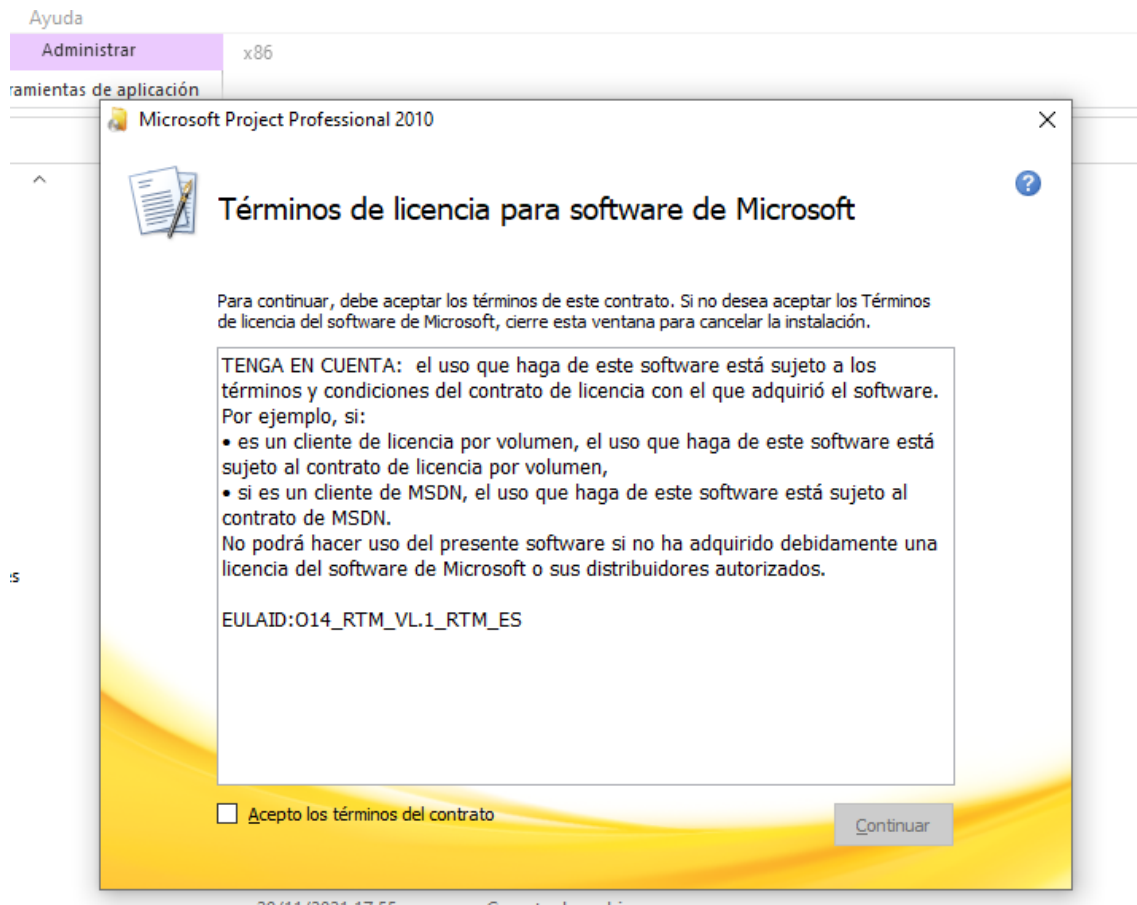 Ayuda
Administrar
x86
ramientas de aplicación
Microsoft Project Professional 2010
Términos de licencia para software de Microsoft
Para continuar, debe aceptar los términos de este contrato. Si no desea aceptar los Términos
de licencia del software de Microsoft, cierre esta ventana para cancelar la instalación.
TENGA EN CUENTA:  el uso que haga de este software está sujeto a los
términos y condiciones del contrato de licencia con el que adquirió el software.
Por ejemplo, si:
• es un cliente de licencia por volumen, el uso que haga de este software está
sujeto al contrato de licencia por volumen,
• si es un cliente de MSDN, el uso que haga de este software está sujeto al
contrato de MSDN.
No podrá hacer uso del presente software si no ha adquirido debidamente una
licencia del software de Microsoft o sus distribuidores autorizados.
es
EULAID:O14_RTM_VL.1_RTM_ES
Acepto los términos del contrato
Continuar